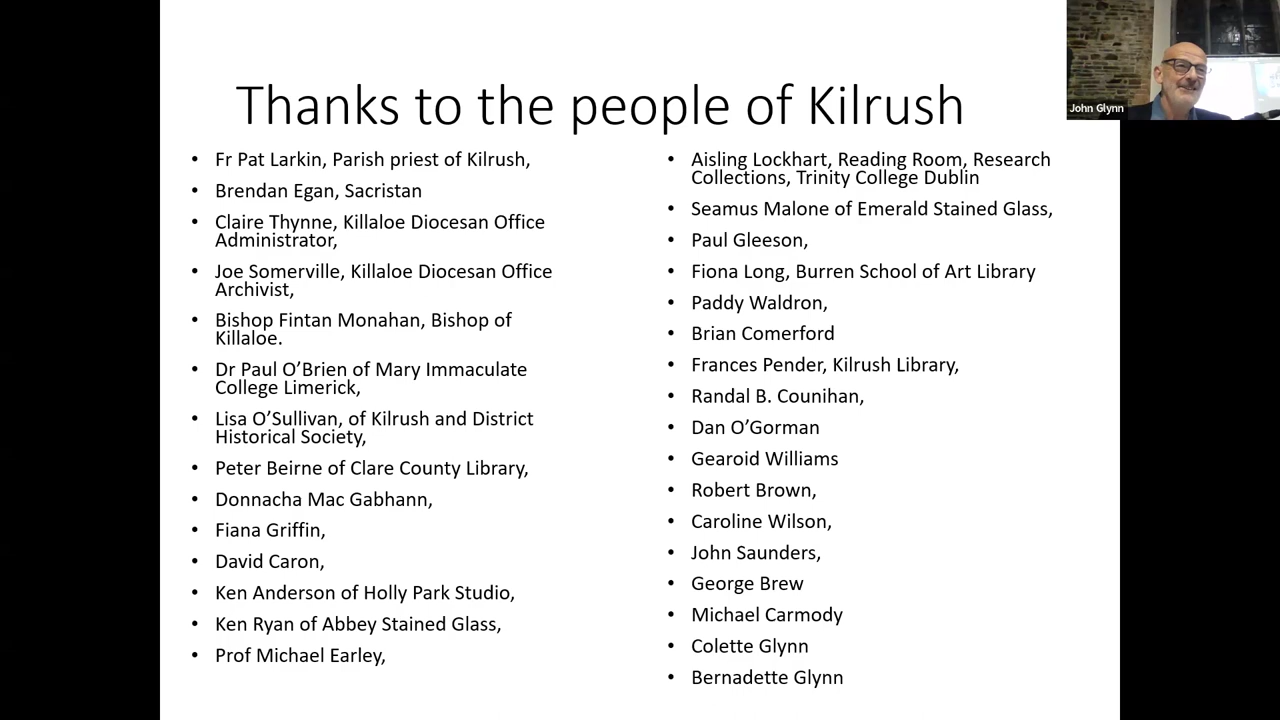 Thanks to the people of Kilrush
• Fr Pat Larkin, Parish priest of Kilrush,
• Brendan Egan, Sacristan
• Claire Thynne, Killaloe Diocesan Office
Administrator,
• Joe Somerville, Killaloe Diocesan Office
Archivist,
• Bishop Fintan Monahan, Bishop of
Killaloe.
• Dr Paul O’Brien of Mary Immaculate
College Limerick,
• Lisa O’Sullivan, of Kilrush and District
Historical Society,
• Peter Beirne of Clare County Library,
• Donnacha Mac Gabhann,
• Fiana Griffin,
• David Caron,
• Ken Anderson of Holly Park Studio,
• Ken Ryan of Abbey Stained Glass,
• Prof Michael Earley,
• Aisling Lockhart, Reading Room, Research
Collections, Trinity College Dublin
• Seamus Malone of Emerald Stained Glass,
• Paul Gleeson,
• Fiona Long, Burren School of Art Library
• Paddy Waldron,
• Brian Comerford
• Frances Pender, Kilrush Library,
• Randal B. Counihan,
• Dan O’Gorman
• Gearoid Williams
• Robert Brown,
• Caroline Wilson,
• John Saunders,
• George Brew
• Michael Carmody
• Colette Glynn
• Bernadette Glynn
John Glynn